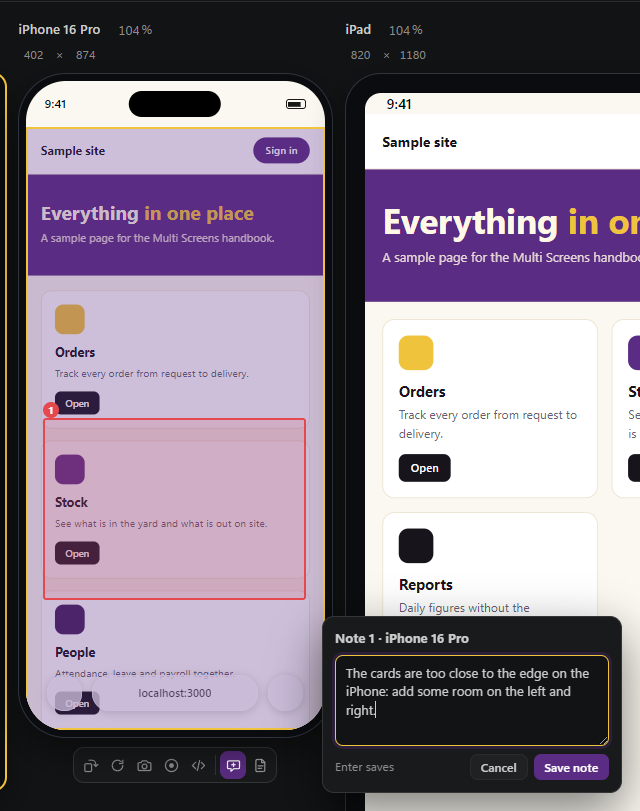 iPhone 16 Pro 104%
402 × 874
9:41
Sample site
Sign in
Everything in one place
A sample page for the Multi Screens handbook.
Orders
Track every order from request to delivery.
Open
1
Stock
See what is in the yard and what is out on site.
Open
People
Attendance, leave and payroll together.
Open
localhost:3000
iPad 104%
820 × 1180
9:41
Sample site
Everything in or
A sample page for the Multi Screens handboo
Orders
Track every order from request to
delivery.
Open
St
Se
is
Reports
Daily figures without the
Note 1 · iPhone 16 Pro
The cards are too close to the edge on the
iPhone: add some room on the left and
right.
Enter saves
Cancel
Save note